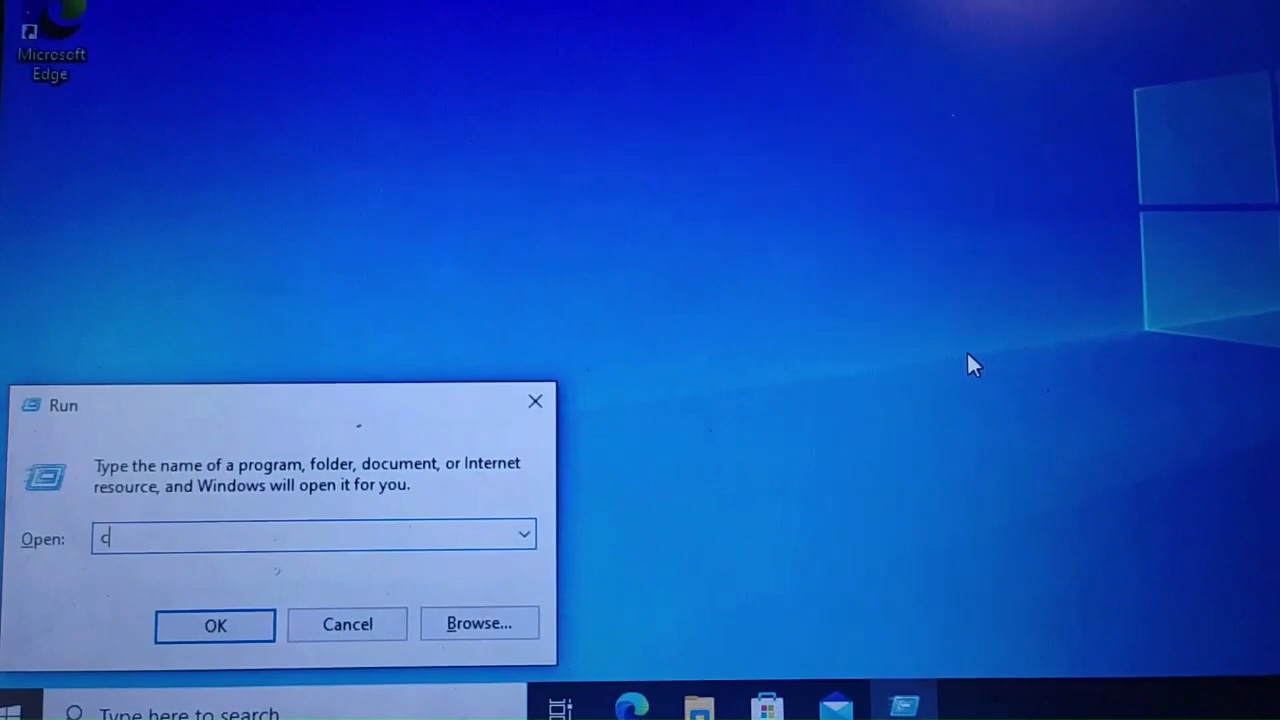 Microsoft
Edge
Run
Type the name of a program, folder, document, or Internet
resource, and Windows will open it for you.
Open:
c
OK
Cancel
Browse...
Type here to search